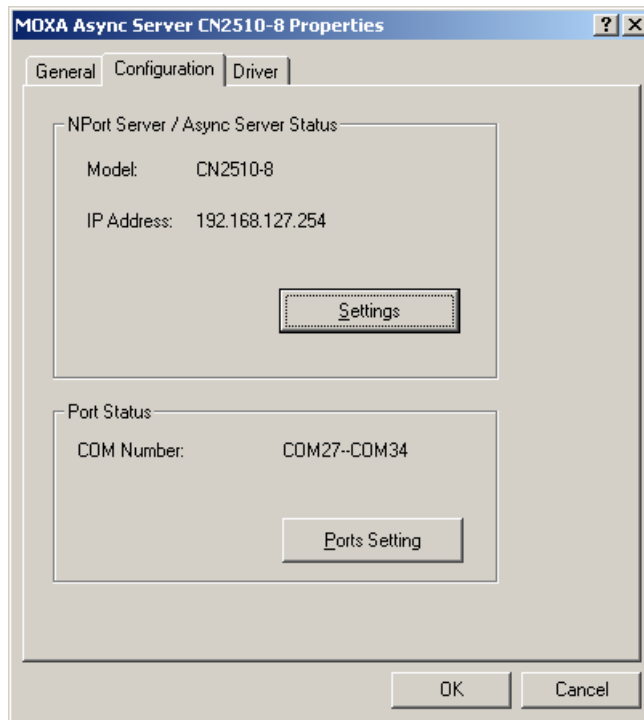 MOXA Async Server CN2510-8 Properties
General Configuration Driver
NPort Server / Async Server Status
Model: CN2510-8
IP Address: 192.168.127.254
Settings
Port Status
COM Number: COM27--COM34
Ports Setting
OK Cancel